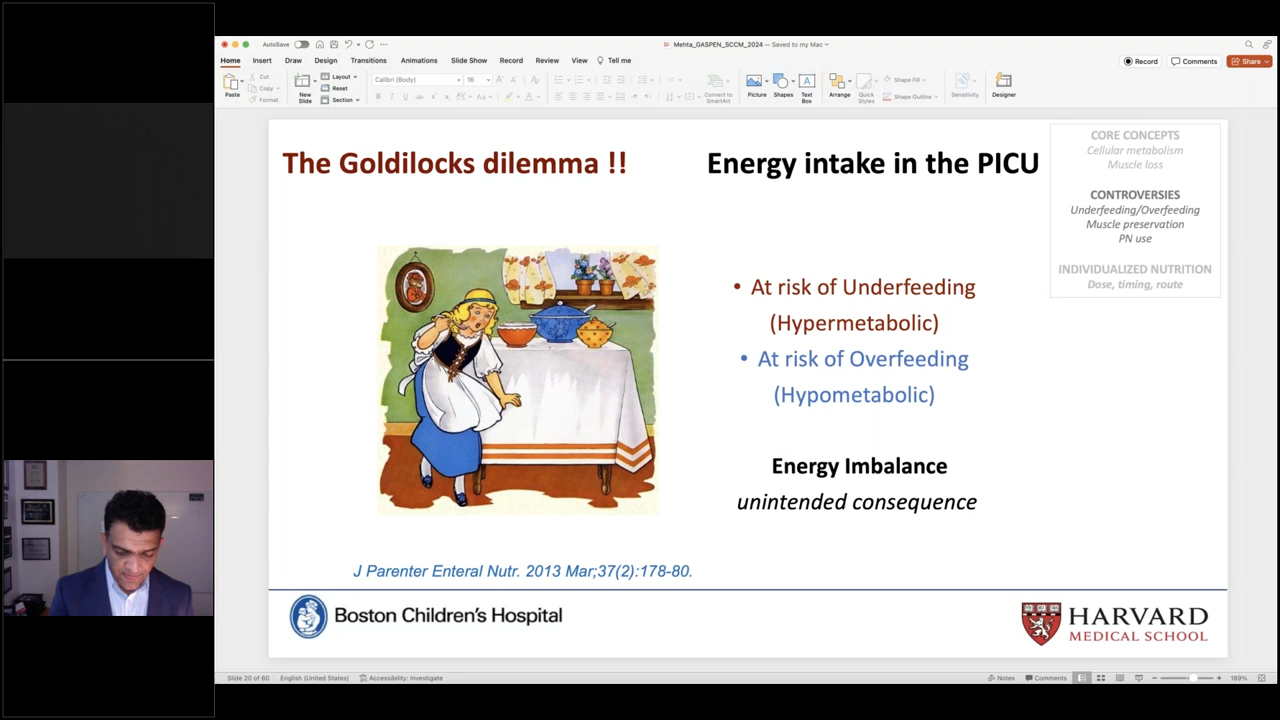 AutoSave
Mehta_GASPEN_SCCM_2024 — Saved to my Mac
Home Insert Draw Design Transitions Animations Slide Show Record Review View Tell me
Record Comments Share
Paste
Cut
Copy
Format
New Slide
Layout
Reset
Section
Calibri (Body) 16
Convert to SmartArt
Picture
Shapes
Text Box
Arrange
Quick Styles
Shape Fill
Shape Outline
Sensitivity
Designer
The Goldilocks dilemma !!
Energy intake in the PICU
CORE CONCEPTS
Cellular metabolism
Muscle loss
CONTROVERSIES
Underfeeding/Overfeeding
Muscle preservation
PN use
INDIVIDUALIZED NUTRITION
Dose, timing, route
• At risk of Underfeeding
(Hypermetabolic)
• At risk of Overfeeding
(Hypometabolic)
Energy Imbalance
unintended consequence
J Parenter Enteral Nutr. 2013 Mar;37(2):178-80.
Boston Children's Hospital
HARVARD
MEDICAL SCHOOL
Slide 20 of 60 English (United States) Accessibility: Investigate Notes Comments 189%